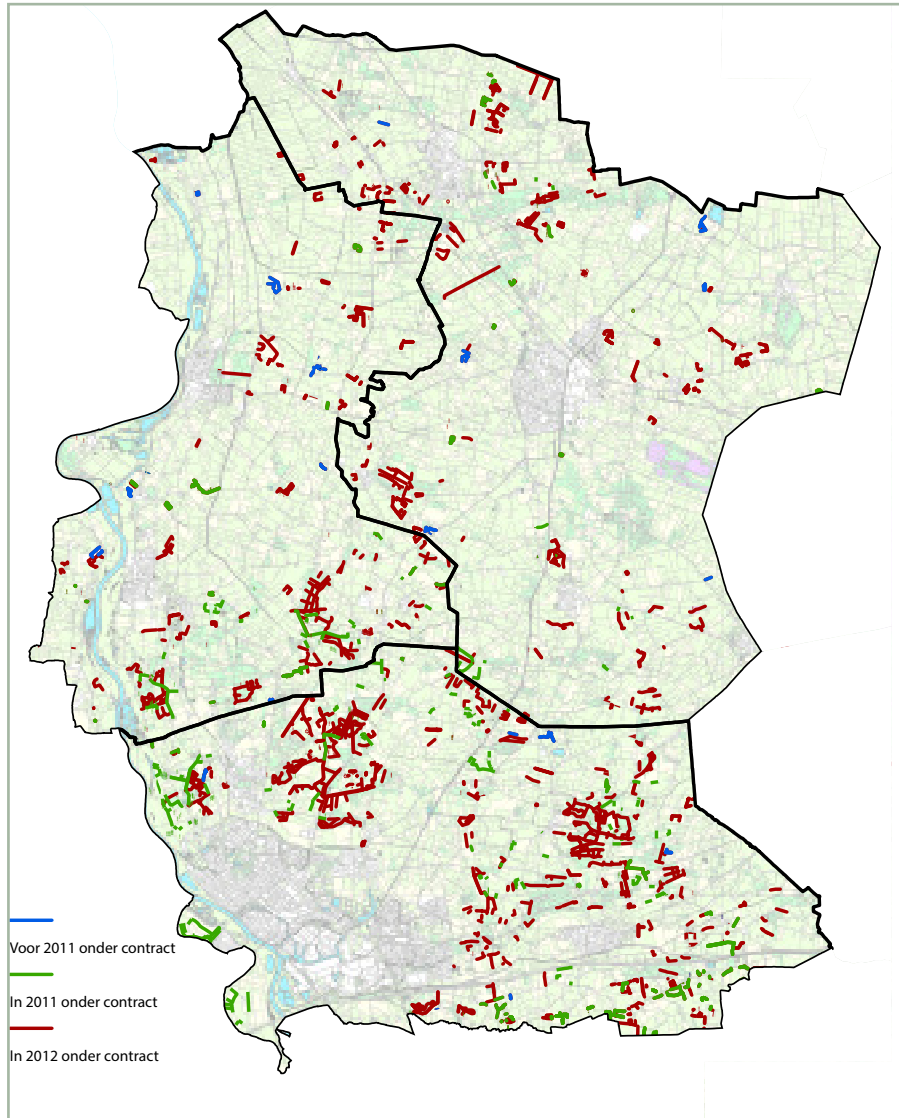 Voor 2011 onder contract
In 2011 onder contract
In 2012 onder contract